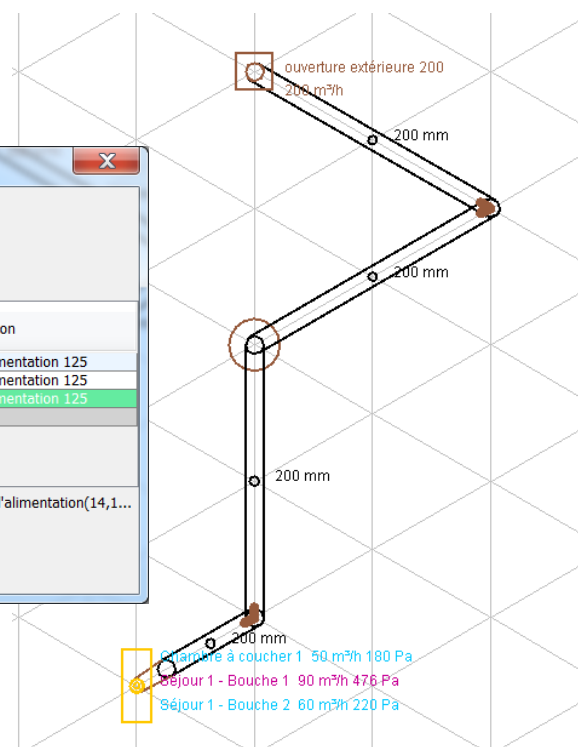 ouverture extérieure 200
200 m³/h
200 mm
on
mentation 125
mentation 125
mentation 125
200 mm
200 mm
'alimentation(14,1...
200 mm
Chambre à coucher 1 50 m³/h 180 Pa
Séjour 1 - Bouche 1 90 m³/h 476 Pa
Séjour 1 - Bouche 2 60 m³/h 220 Pa